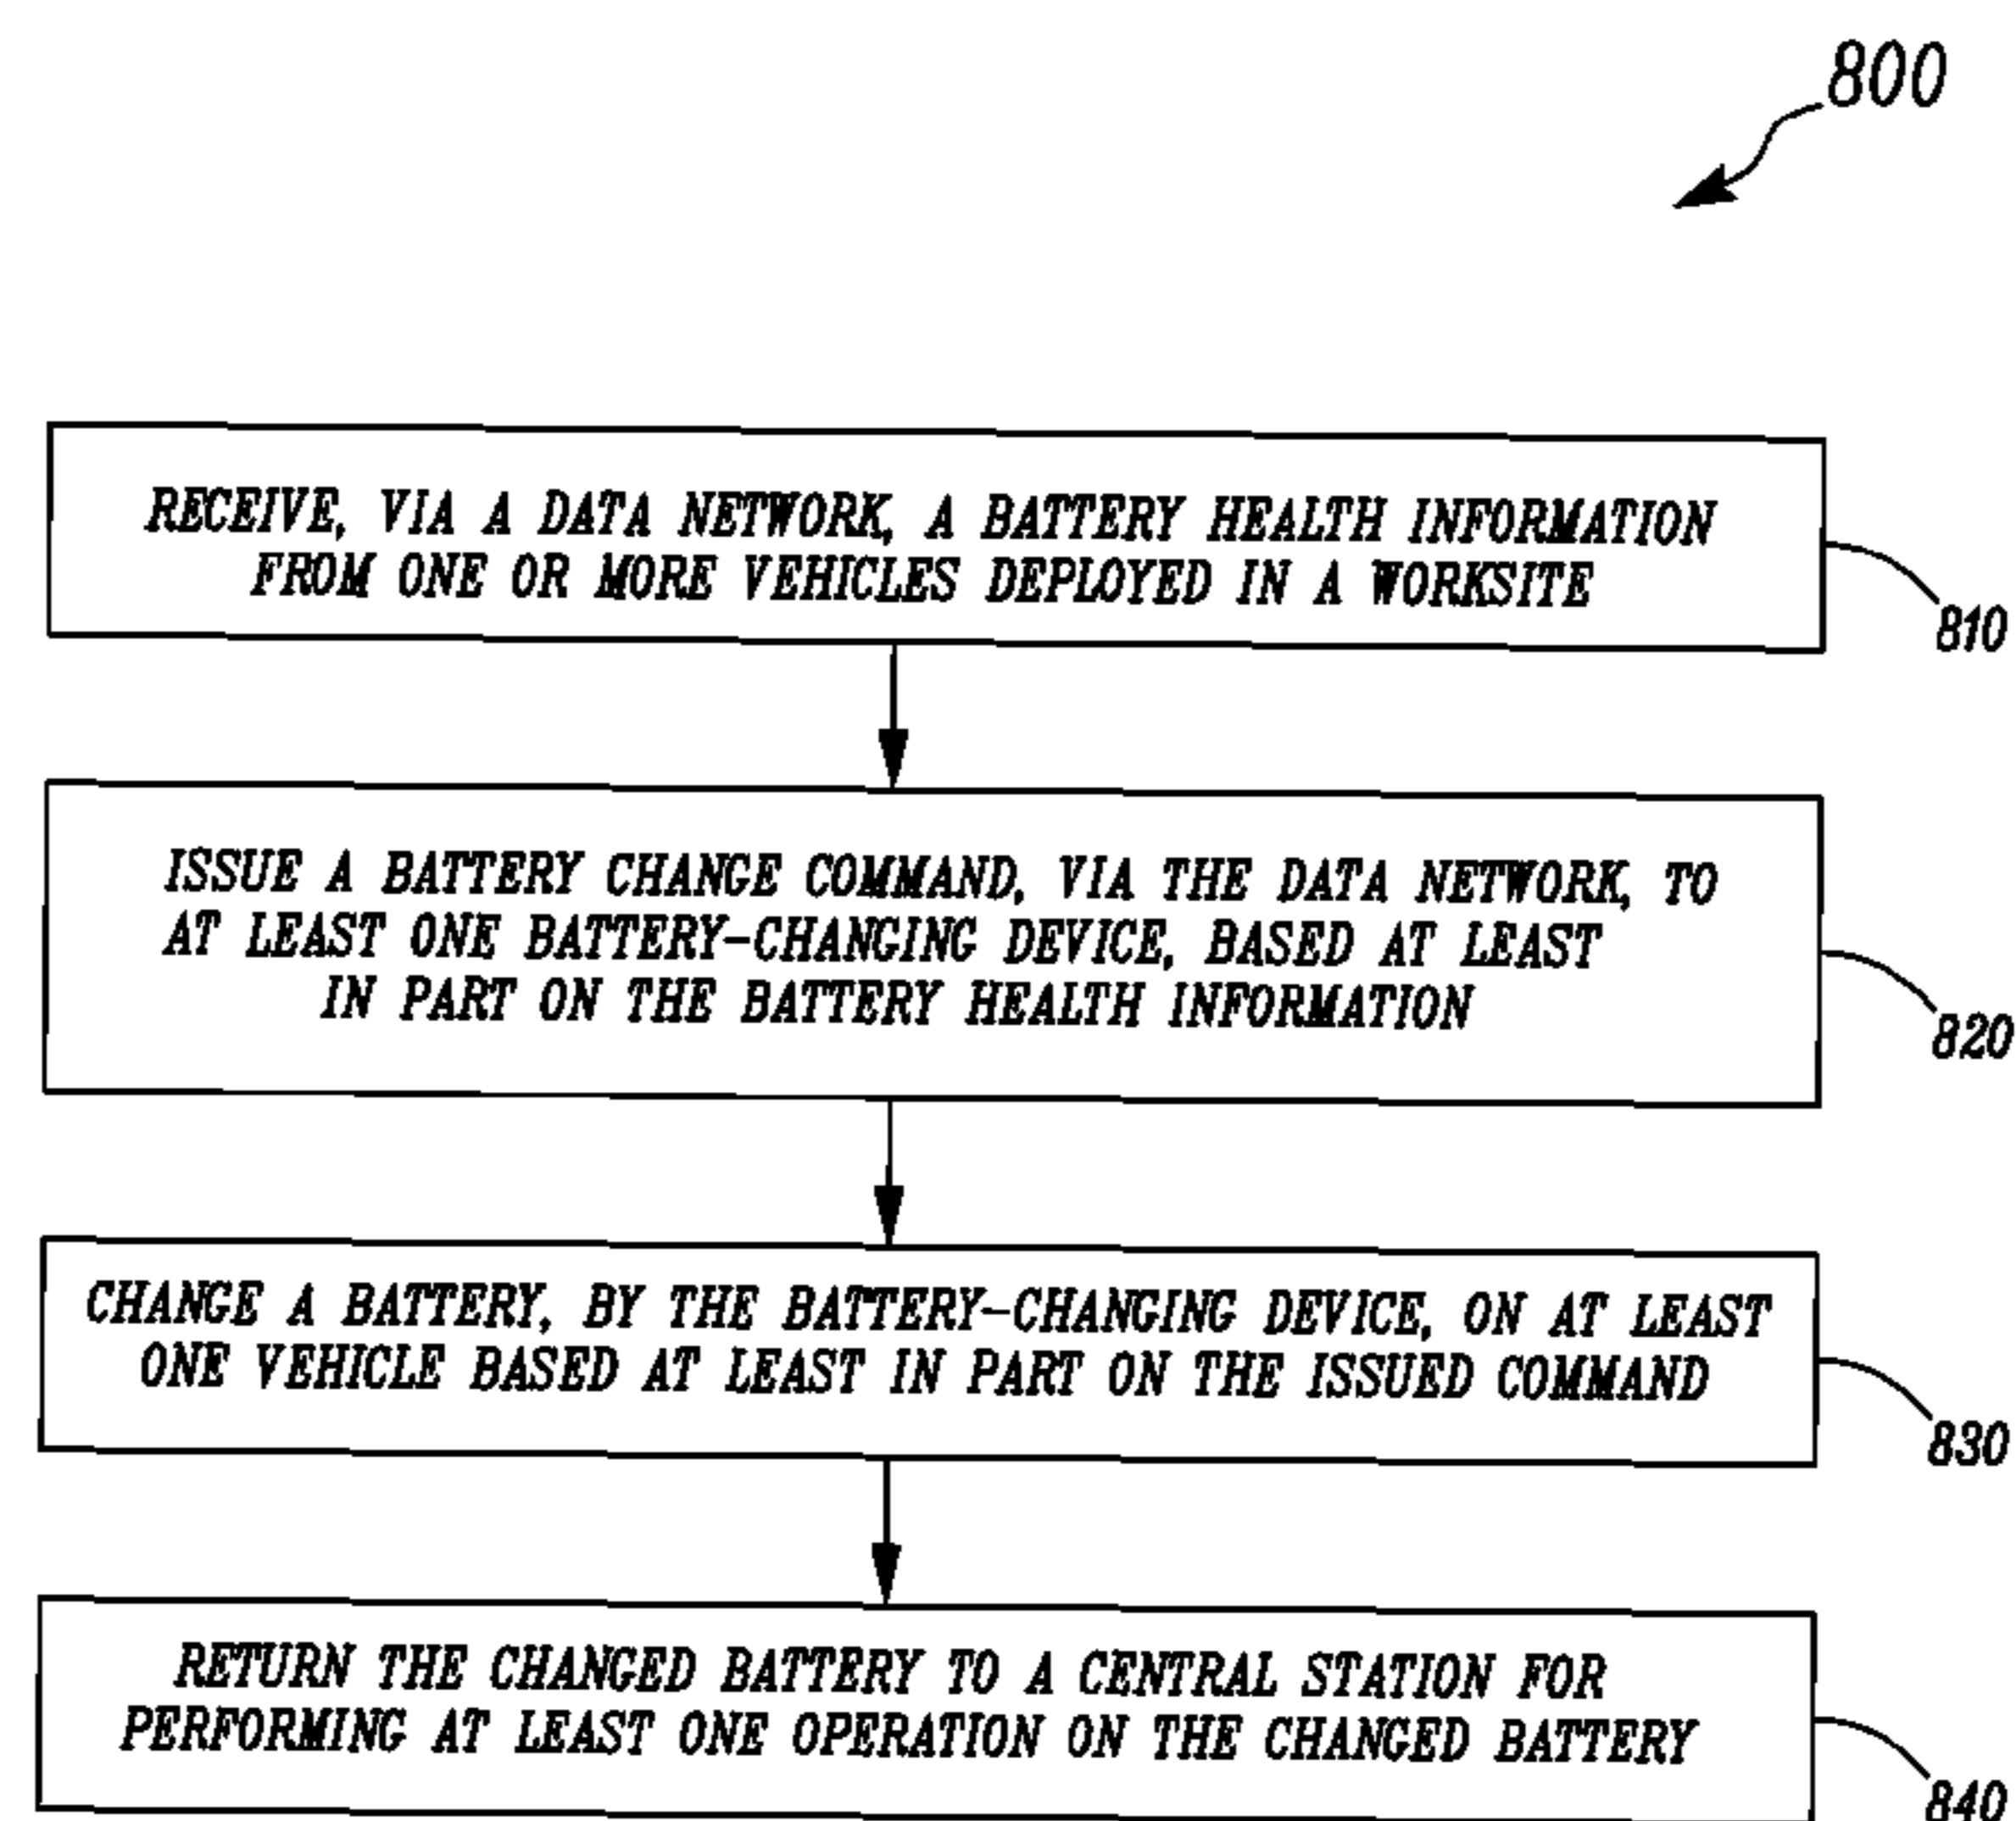 800
RECEIVE, VIA A DATA NETWORK, A BATTERY HEALTH INFORMATION
FROM ONE OR MORE VEHICLES DEPLOYED IN A WORKSITE
810
ISSUE A BATTERY CHANGE COMMAND, VIA THE DATA NETWORK, TO
AT LEAST ONE BATTERY-CHANGING DEVICE, BASED AT LEAST
IN PART ON THE BATTERY HEALTH INFORMATION
820
CHANGE A BATTERY, BY THE BATTERY-CHANGING DEVICE, ON AT LEAST
ONE VEHICLE BASED AT LEAST IN PART ON THE ISSUED COMMAND
830
RETURN THE CHANGED BATTERY TO A CENTRAL STATION FOR
PERFORMING AT LEAST ONE OPERATION ON THE CHANGED BATTERY
840